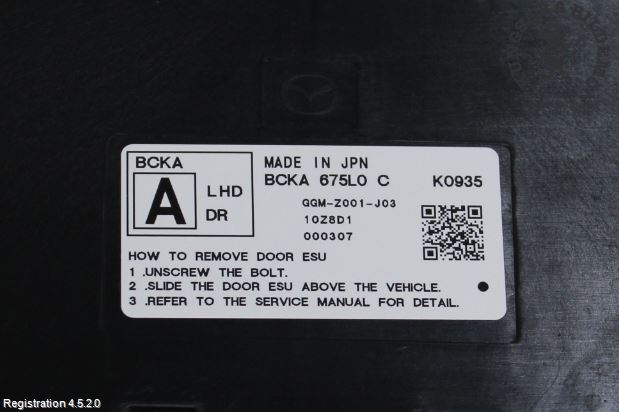 BCKA
A
LHD
DR
MADE IN JPN
BCKA 675L0 C K0935
GGM-Z001-J03
10Z8D1
000307
HOW TO REMOVE DOOR ESU
1 .UNSCREW THE BOLT.
2 .SLIDE THE DOOR ESU ABOVE THE VEHICLE.
3 .REFER TO THE SERVICE MANUAL FOR DETAIL.
Registration 4.5.2.0